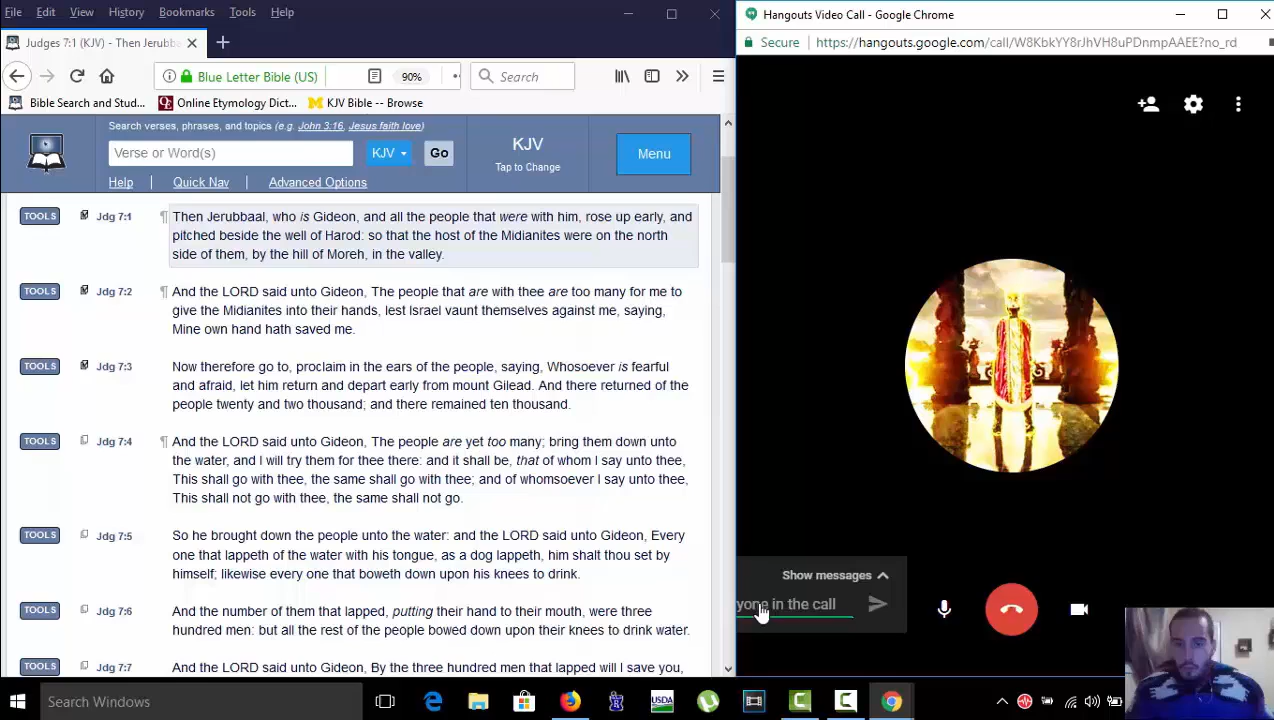 File Edit View History Bookmarks Tools Help
Judges 7:1 (KJV) - Then Jerubba
Blue Letter Bible (US) 90% Search
Bible Search and Stud... Online Etymology Dict... KJV Bible -- Browse
Search verses, phrases, and topics (e.g. John 3:16, Jesus faith love)
Verse or Word(s) KJV Go
KJV
Tap to Change
Menu
Help | Quick Nav | Advanced Options
TOOLS Jdg 7:1 ¶ Then Jerubbaal, who is Gideon, and all the people that were with him, rose up early, and
pitched beside the well of Harod: so that the host of the Midianites were on the north
side of them, by the hill of Moreh, in the valley.
TOOLS Jdg 7:2 ¶ And the LORD said unto Gideon, The people that are with thee are too many for me to
give the Midianites into their hands, lest Israel vaunt themselves against me, saying,
Mine own hand hath saved me.
TOOLS Jdg 7:3 Now therefore go to, proclaim in the ears of the people, saying, Whosoever is fearful
and afraid, let him return and depart early from mount Gilead. And there returned of the
people twenty and two thousand; and there remained ten thousand.
TOOLS Jdg 7:4 ¶ And the LORD said unto Gideon, The people are yet too many; bring them down unto
the water, and I will try them for thee there: and it shall be, that of whom I say unto thee,
This shall go with thee, the same shall go with thee; and of whomsoever I say unto thee,
This shall not go with thee, the same shall not go.
TOOLS Jdg 7:5 So he brought down the people unto the water: and the LORD said unto Gideon, Every
one that lappeth of the water with his tongue, as a dog lappeth, him shalt thou set by
himself; likewise every one that boweth down upon his knees to drink.
TOOLS Jdg 7:6 And the number of them that lapped, putting their hand to their mouth, were three
hundred men: but all the rest of the people bowed down upon their knees to drink water.
TOOLS Jdg 7:7 And the LORD said unto Gideon, By the three hundred men that lapped will I save you,
Hangouts Video Call - Google Chrome
Secure | https://hangouts.google.com/call/W8KbkYY8rJhVH8uPDnmpAAEE?no_rd
Show messages
yone in the call
Search Windows
USDA